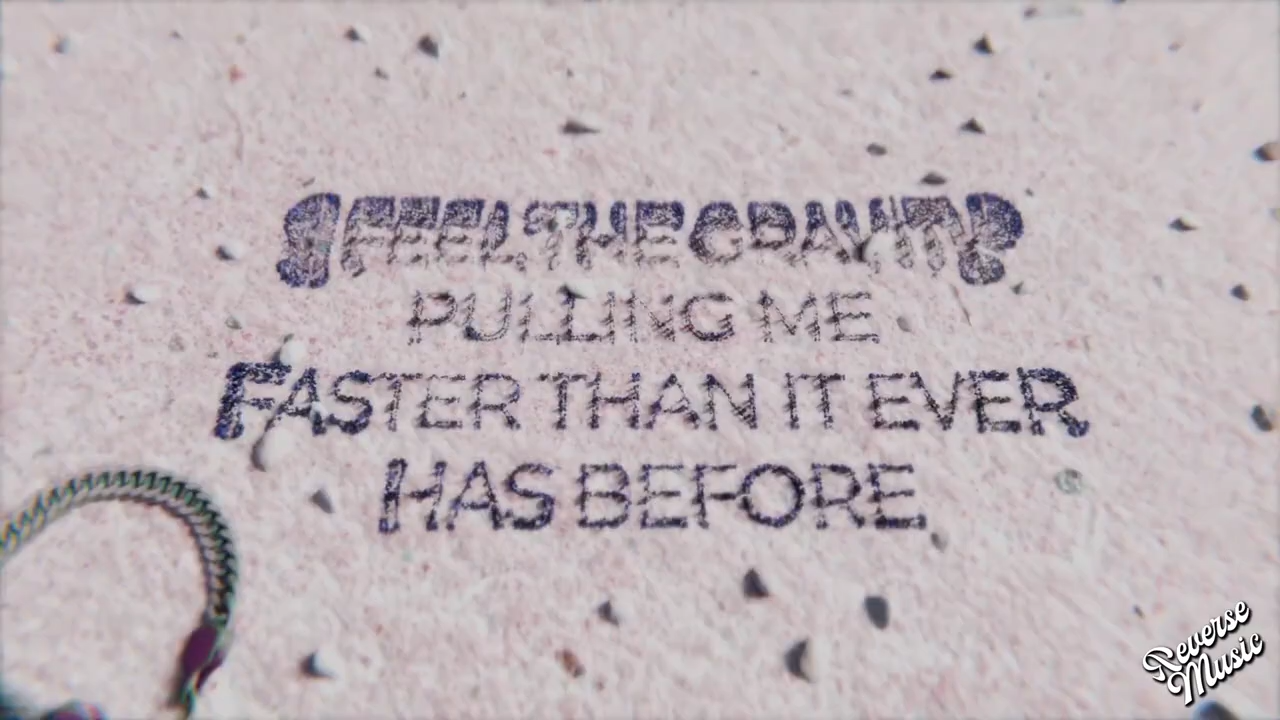 I FEEL THE GRAVITY
PULLING ME
FASTER THAN IT EVER
HAS BEFORE
Reverse
Music